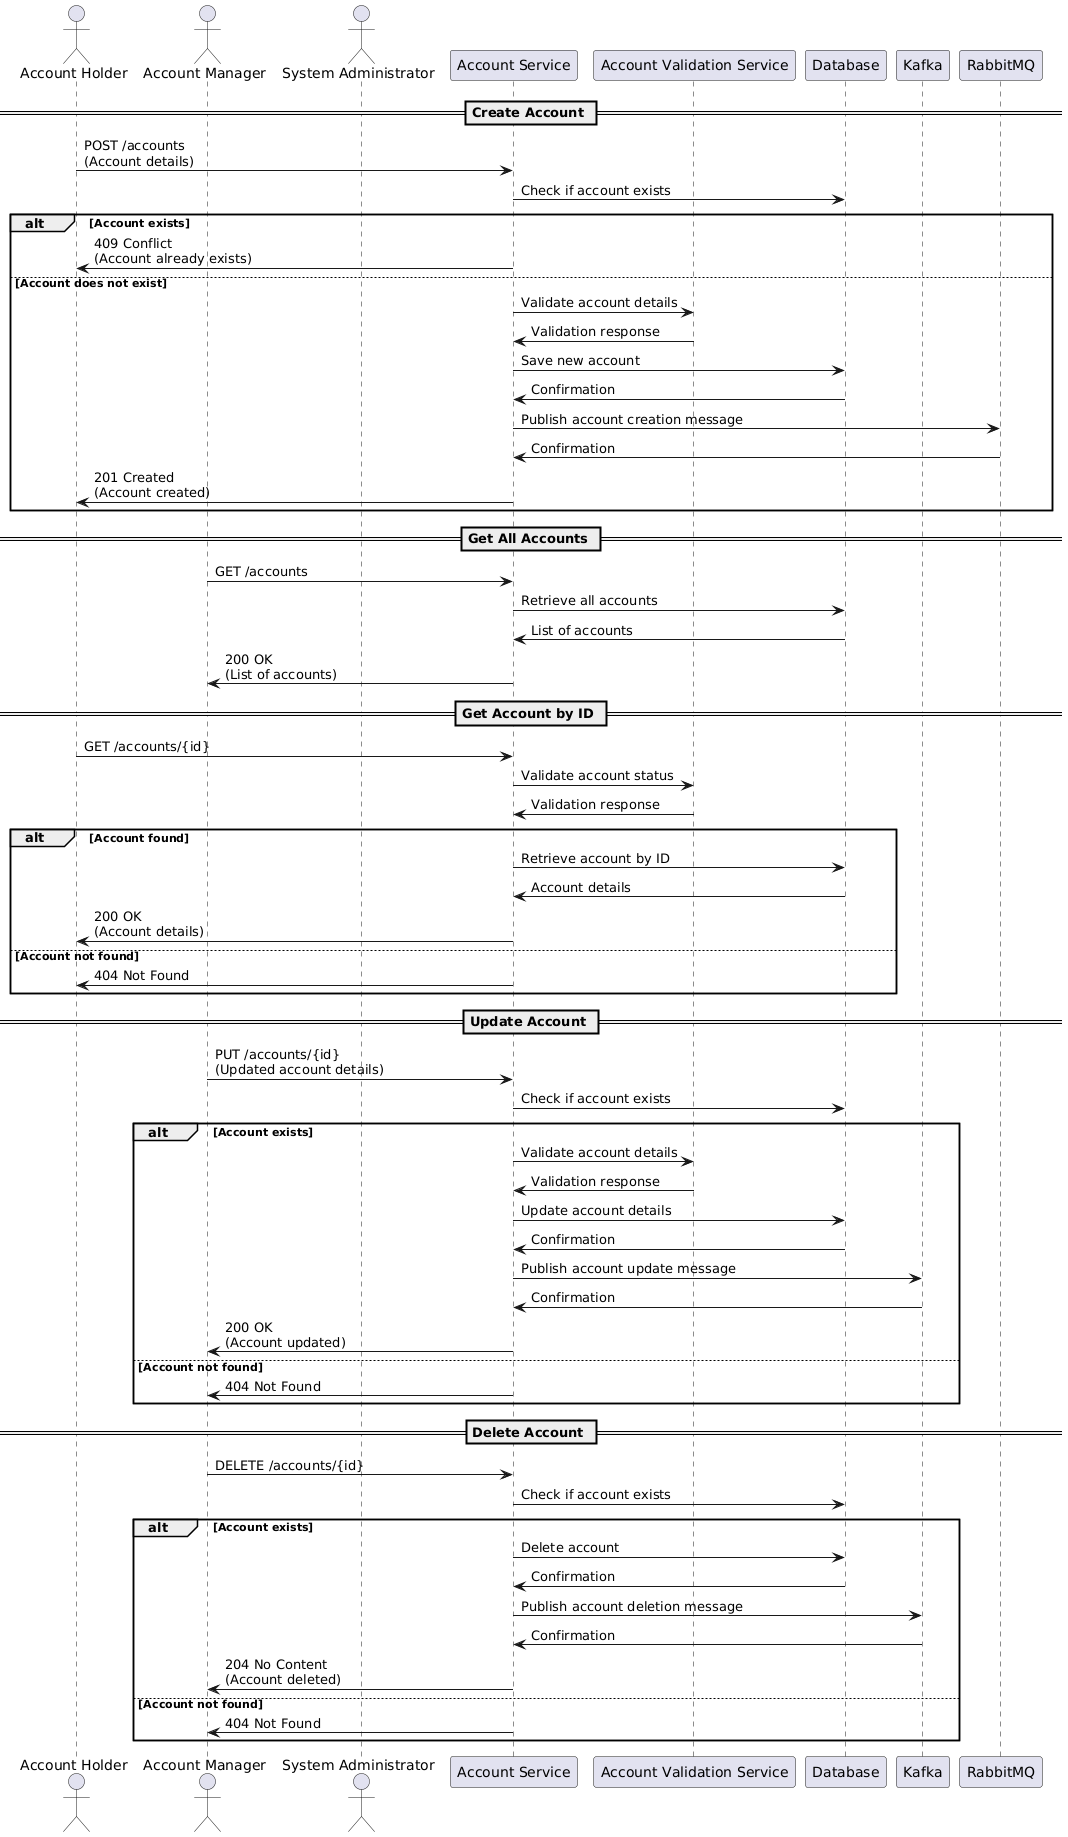 Account Holder
Account Manager
System Administrator
Account Service
Account Validation Service
Database
Kafka
RabbitMQ
Create Account
POST /accounts
(Account details)
Check if account exists
alt
[Account exists]
409 Conflict
(Account already exists)
[Account does not exist]
Validate account details
Validation response
Save new account
Confirmation
Publish account creation message
Confirmation
201 Created
(Account created)
Get All Accounts
GET /accounts
Retrieve all accounts
List of accounts
200 OK
(List of accounts)
Get Account by ID
GET /accounts/{id}
Validate account status
Validation response
alt
[Account found]
Retrieve account by ID
Account details
200 OK
(Account details)
[Account not found]
404 Not Found
Update Account
PUT /accounts/{id}
(Updated account details)
Check if account exists
alt
[Account exists]
Validate account details
Validation response
Update account details
Confirmation
Publish account update message
Confirmation
200 OK
(Account updated)
[Account not found]
404 Not Found
Delete Account
DELETE /accounts/{id}
Check if account exists
alt
[Account exists]
Delete account
Confirmation
Publish account deletion message
Confirmation
204 No Content
(Account deleted)
[Account not found]
404 Not Found
Account Holder
Account Manager
System Administrator
Account Service
Account Validation Service
Database
Kafka
RabbitMQ